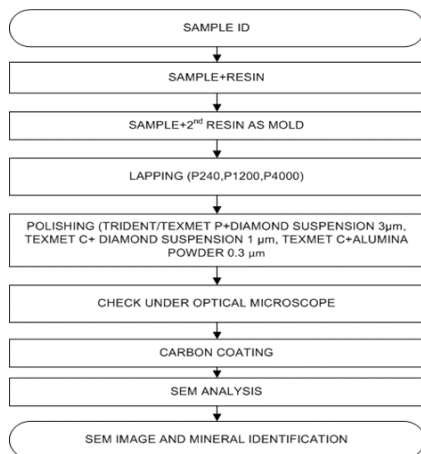 SAMPLE ID
SAMPLE+RESIN
SAMPLE+2nd RESIN AS MOLD
LAPPING (P240,P1200,P4000)
POLISHING (TRIDENT/TEXMET P+DIAMOND SUSPENSION 3µm,
TEXMET C+ DIAMOND SUSPENSION 1 µm, TEXMET C+ALUMINA
POWDER 0.3 µm
CHECK UNDER OPTICAL MICROSCOPE
CARBON COATING
SEM ANALYSIS
SEM IMAGE AND MINERAL IDENTIFICATION